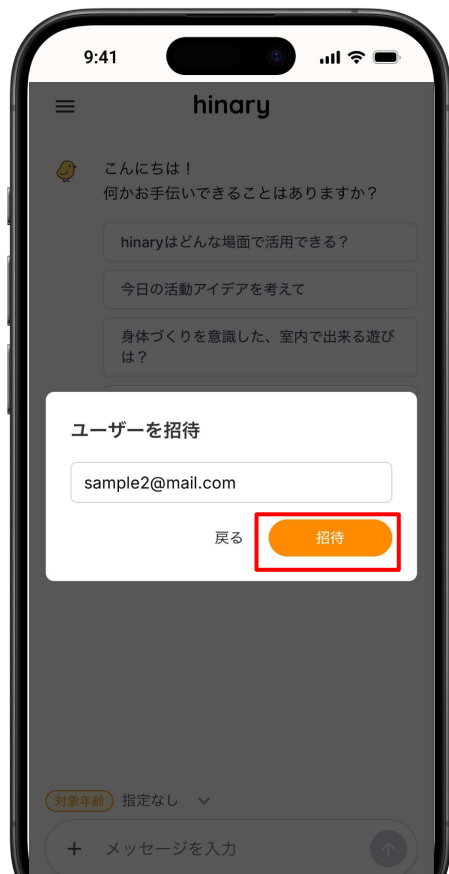 9:41
hinary
こんにちは！
何かお手伝いできることはありますか？
hinaryはどんな場面で活用できる？
今日の活動アイデアを考えて
身体づくりを意識した、室内で出来る遊び
は？
ユーザーを招待
sample2@mail.com
戻る
招待
対象年齢 指定なし
+ メッセージを入力